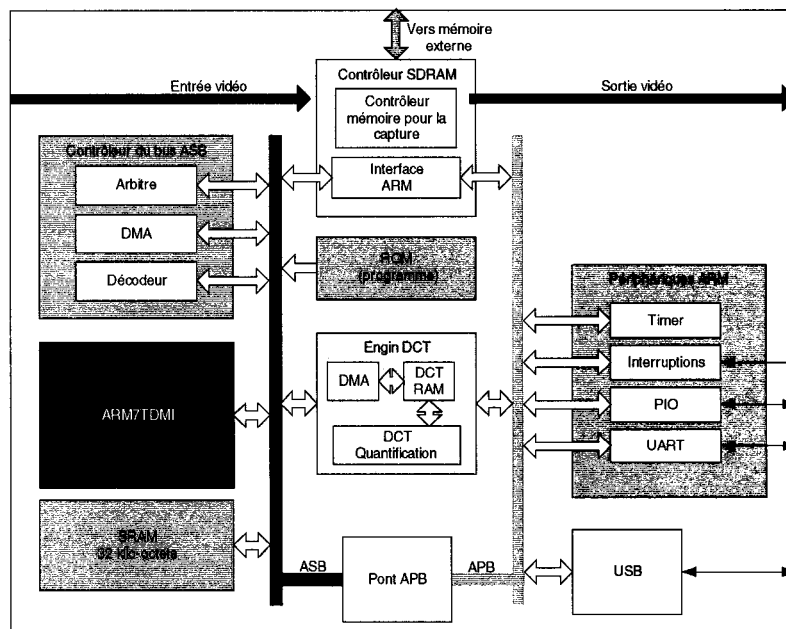 Vers mémoire
externe
Contrôleur SDRAM
Entrée vidéo
Sortie vidéo
Contrôleur
mémoire pour la
capture
Interface
ARM
Contrôleur du bus ASB
Arbitre
DMA
Décodeur
ROM
(programme)
Périphériques ARM
Timer
Interruptions
PIO
UART
Engin DCT
DMA
DCT
RAM
DCT
Quantification
ARM7TDMI
SRAM
32 kilo-octets
ASB
Pont APB
APB
USB